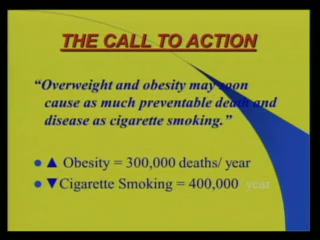 THE CALL TO ACTION
“Overweight and obesity may soon
cause as much preventable death and
disease as cigarette smoking.”
• ▲ Obesity = 300,000 deaths/ year
• ▼Cigarette Smoking = 400,000 year